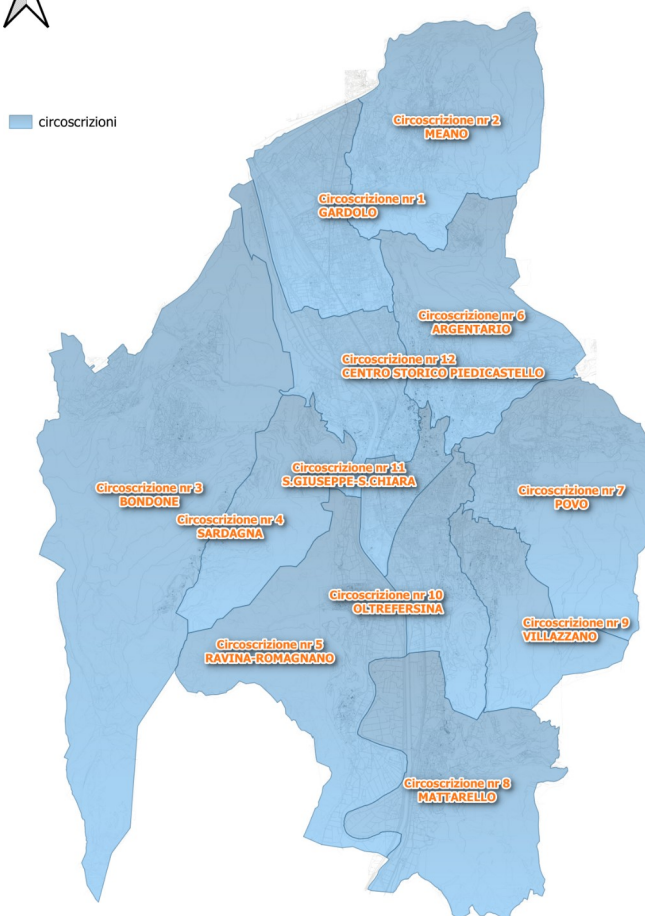 circoscrizioni
Circoscrizione nr 2
MEANO
Circoscrizione nr 1
GARDOLO
Circoscrizione nr 6
ARGENTARIO
Circoscrizione nr 12
CENTRO STORICO PIEDICASTELLO
Circoscrizione nr 11
S.GIUSEPPE-S.CHIARA
Circoscrizione nr 3
BONDONE
Circoscrizione nr 7
POVO
Circoscrizione nr 4
SARDAGNA
Circoscrizione nr 10
OLTREFERSINA
Circoscrizione nr 9
VILLAZZANO
Circoscrizione nr 5
RAVINA-ROMAGNANO
Circoscrizione nr 8
MATTARELLO